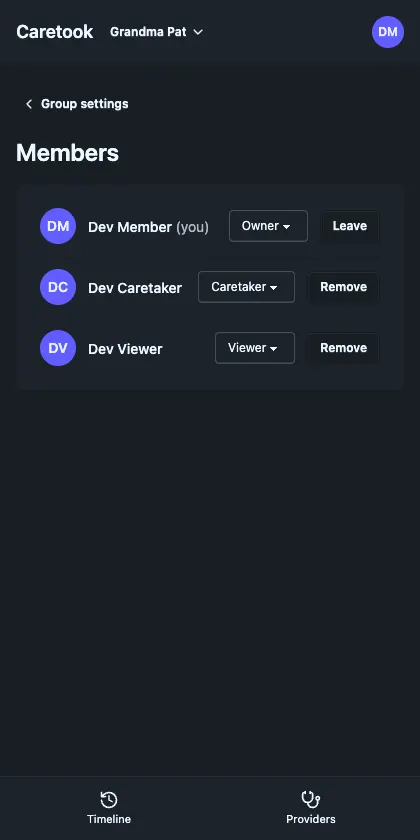 Caretook Grandma Pat DM
Group settings
Members
DM Dev Member (you) Owner Leave
DC Dev Caretaker Caretaker Remove
DV Dev Viewer Viewer Remove
Timeline Providers